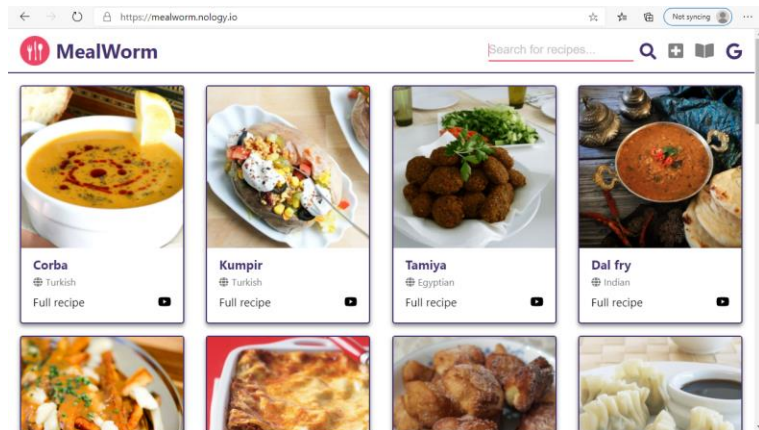 https://mealworm.nology.io
Not syncing
MealWorm
Search for recipes...
G
Corba
Turkish
Full recipe
Kumpir
Turkish
Full recipe
Tamiya
Egyptian
Full recipe
Dal fry
Indian
Full recipe